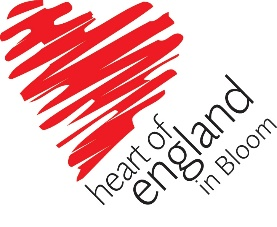 heart of
england
in Bloom